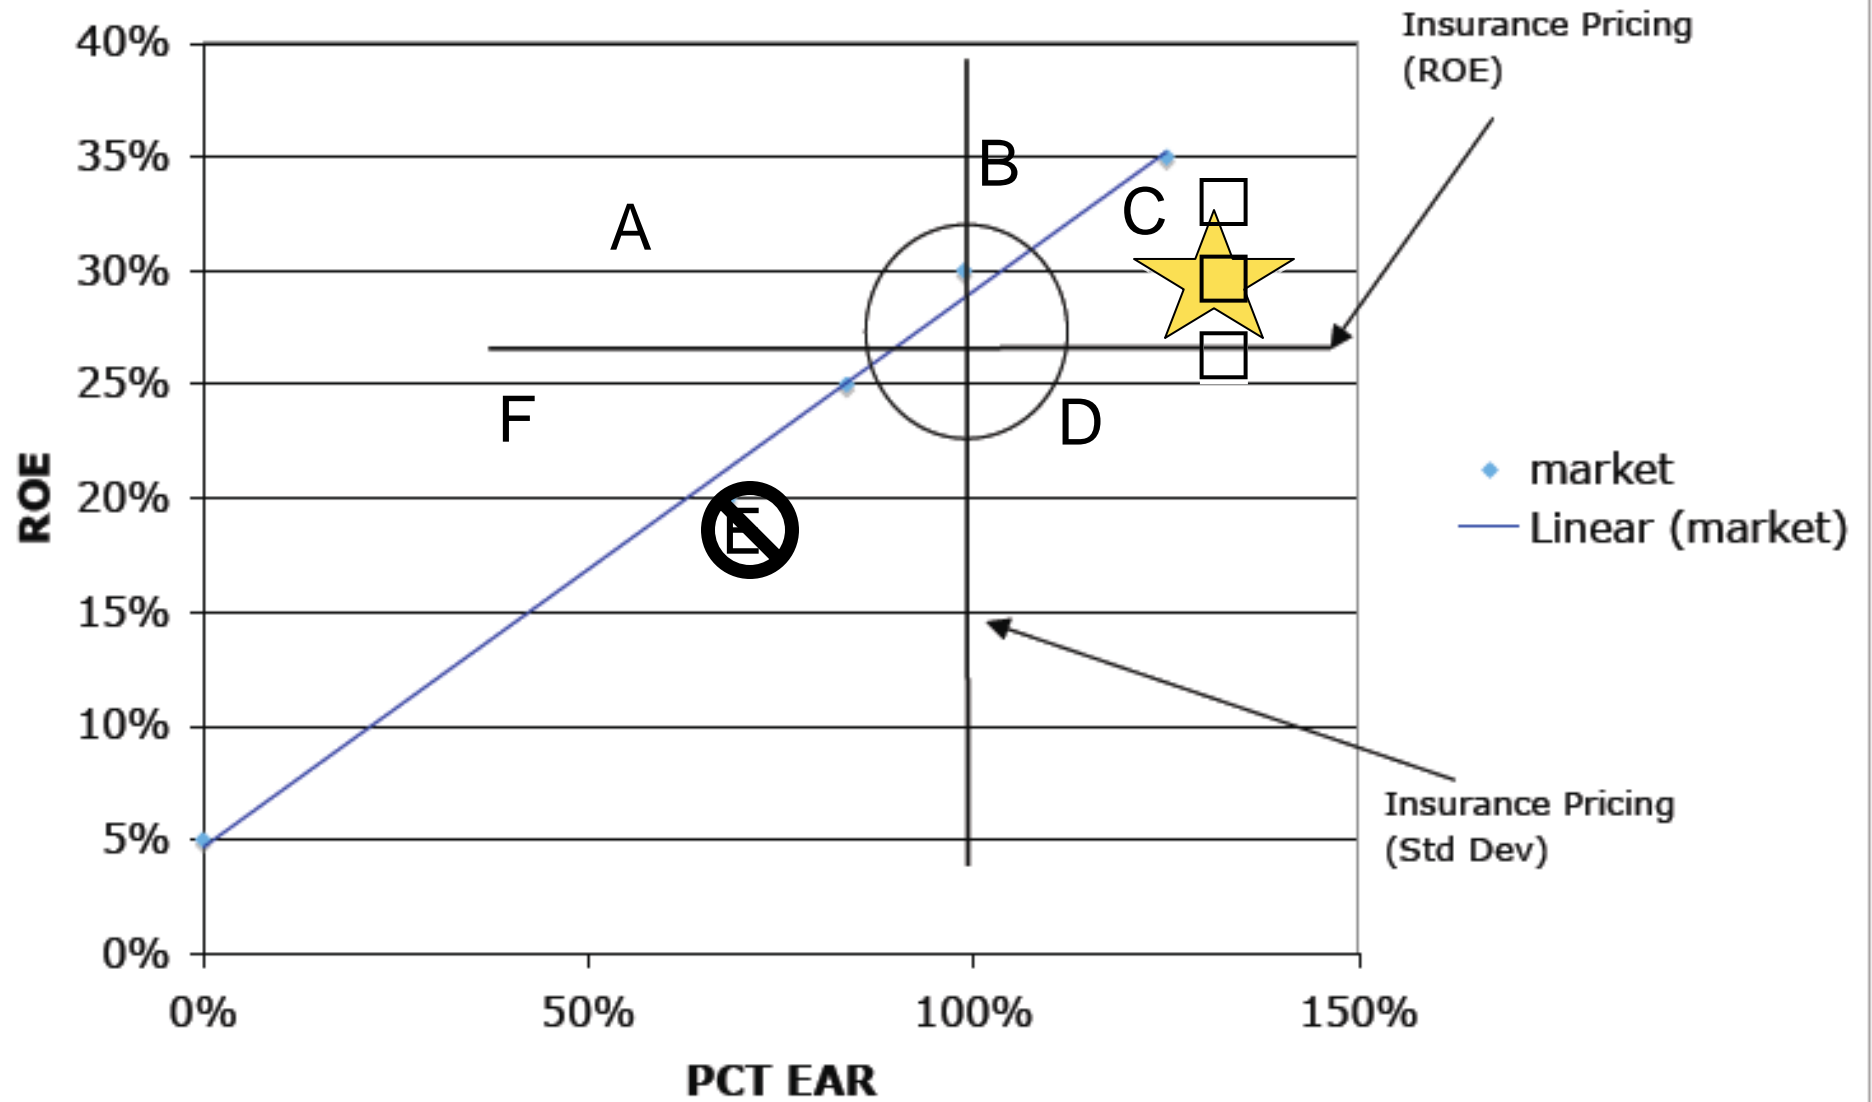 Insurance Pricing
(ROE)
40%
35%
30%
25%
20%
15%
10%
5%
0%
ROE
A
B
C
F
D
E
market
Linear (market)
Insurance Pricing
(Std Dev)
0%
50%
100%
150%
PCT EAR